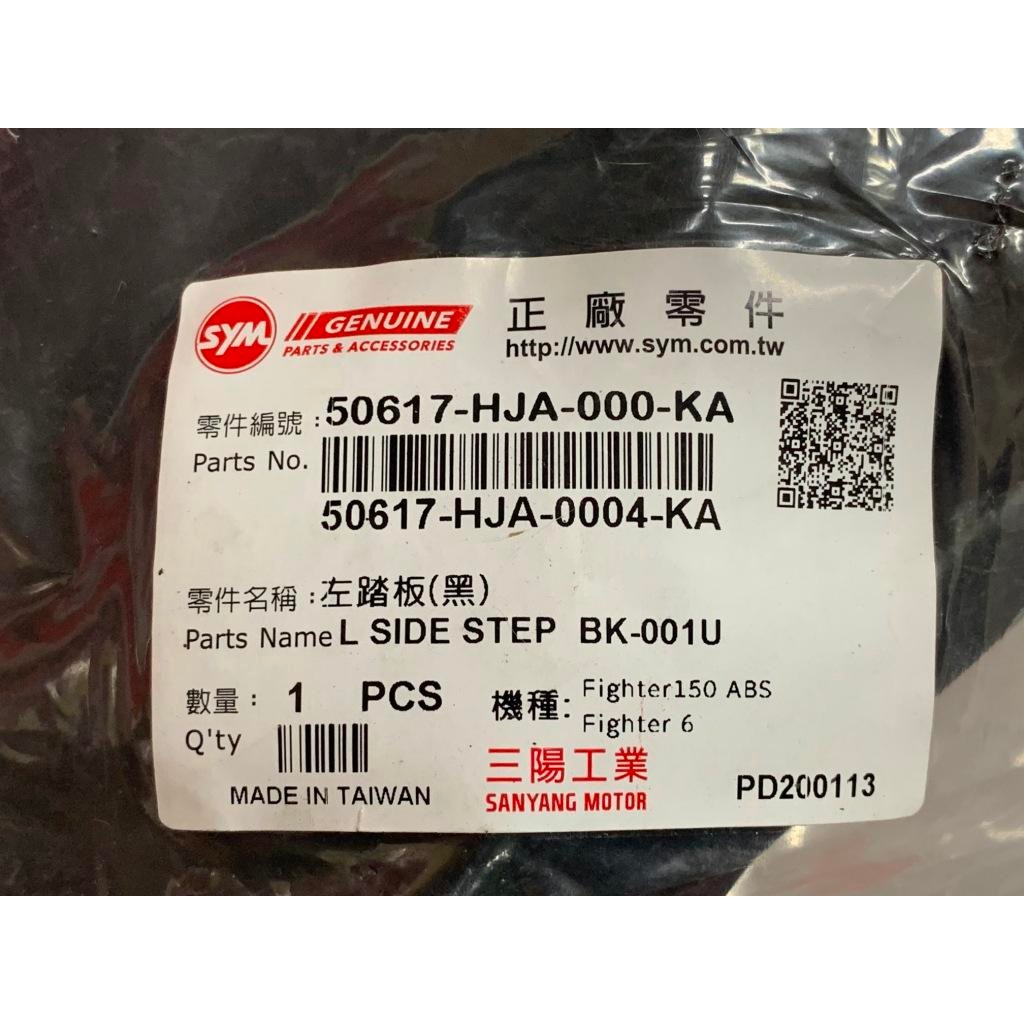 SYM GENUINE 正廠零件
PARTS & ACCESSORIES http://www.sym.com.tw
零件編號：50617-HJA-000-KA
Parts No.
50617-HJA-0004-KA
零件名稱：左踏板(黑)
Parts Name L SIDE STEP BK-001U
數量：1 PCS 機種: Fighter150 ABS
Q'ty Fighter 6
三陽工業
MADE IN TAIWAN SANYANG MOTOR PD200113